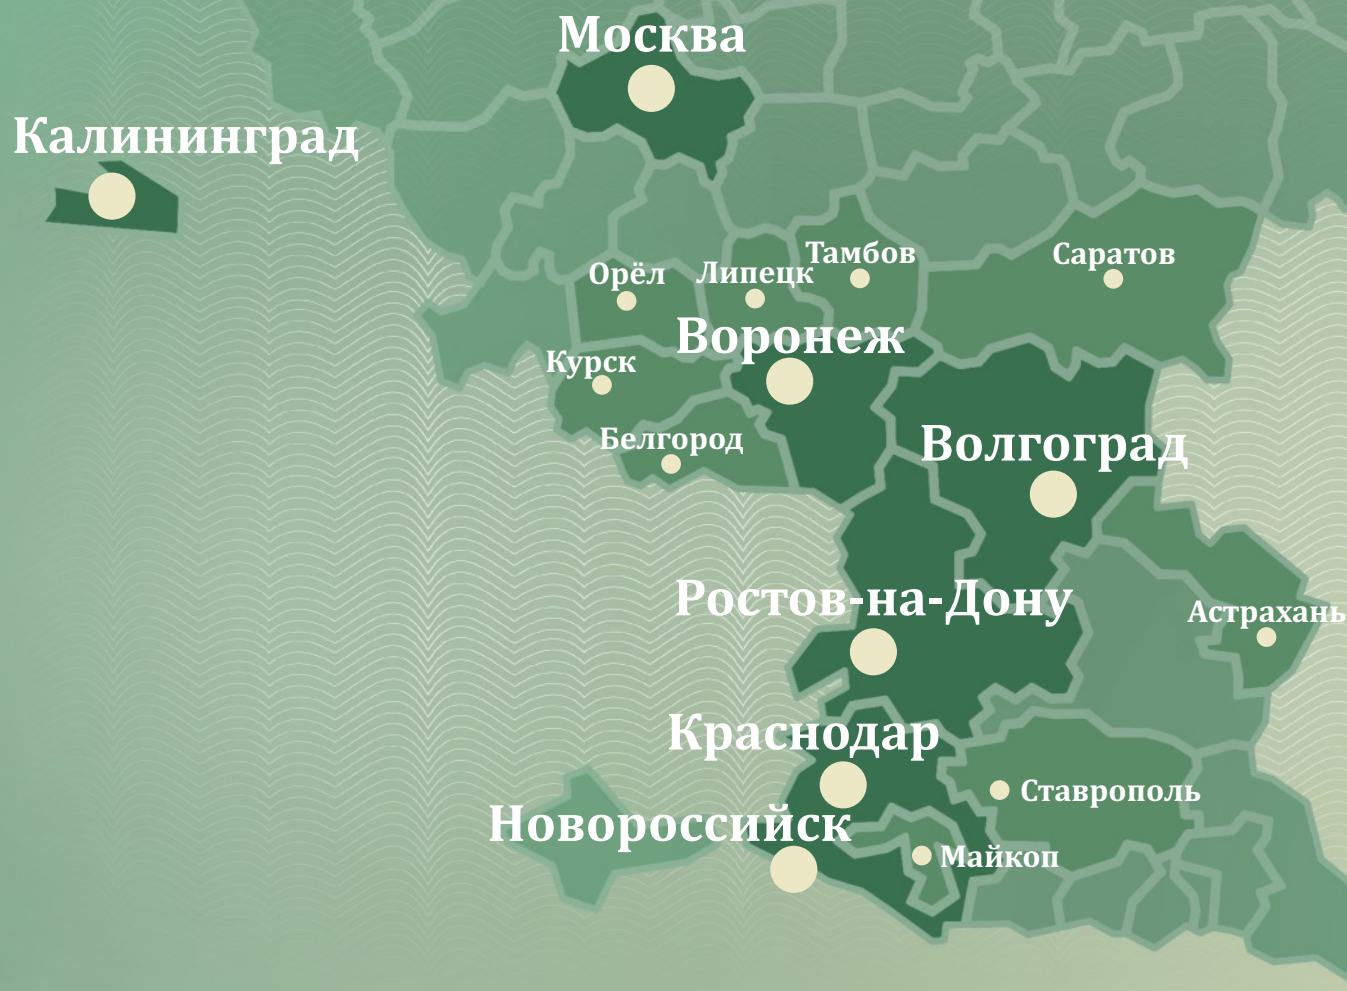 Москва
Калининград
Тамбов
Саратов
Орёл
Липецк
Воронеж
Курск
Белгород
Волгоград
Ростов-на-Дону
Астрахань
Краснодар
Ставрополь
Новороссийск
Майкоп